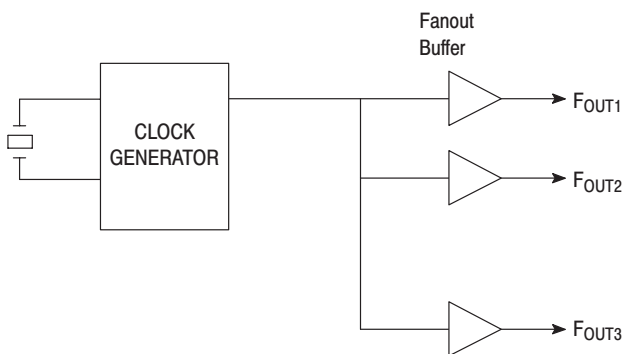 Fanout
Buffer
CLOCK
GENERATOR
FOUT1
FOUT2
FOUT3